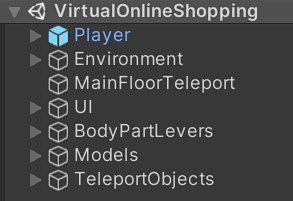 VirtualOnlineShopping
Player
Environment
MainFloorTeleport
UI
BodyPartLevers
Models
TeleportObjects